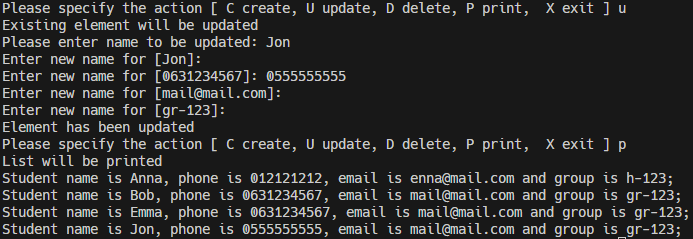 Please specify the action [ C create, U update, D delete, P print,  X exit ] u
Existing element will be updated
Please enter name to be updated: Jon
Enter new name for [Jon]:
Enter new name for [0631234567]: 0555555555
Enter new name for [mail@mail.com]:
Enter new name for [gr-123]:
Element has been updated
Please specify the action [ C create, U update, D delete, P print,  X exit ] p
List will be printed
Student name is Anna, phone is 012121212, email is enna@mail.com and group is h-123;
Student name is Bob, phone is 0631234567, email is mail@mail.com and group is gr-123;
Student name is Emma, phone is 0631234567, email is mail@mail.com and group is gr-123;
Student name is Jon, phone is 0555555555, email is mail@mail.com and group is gr-123;